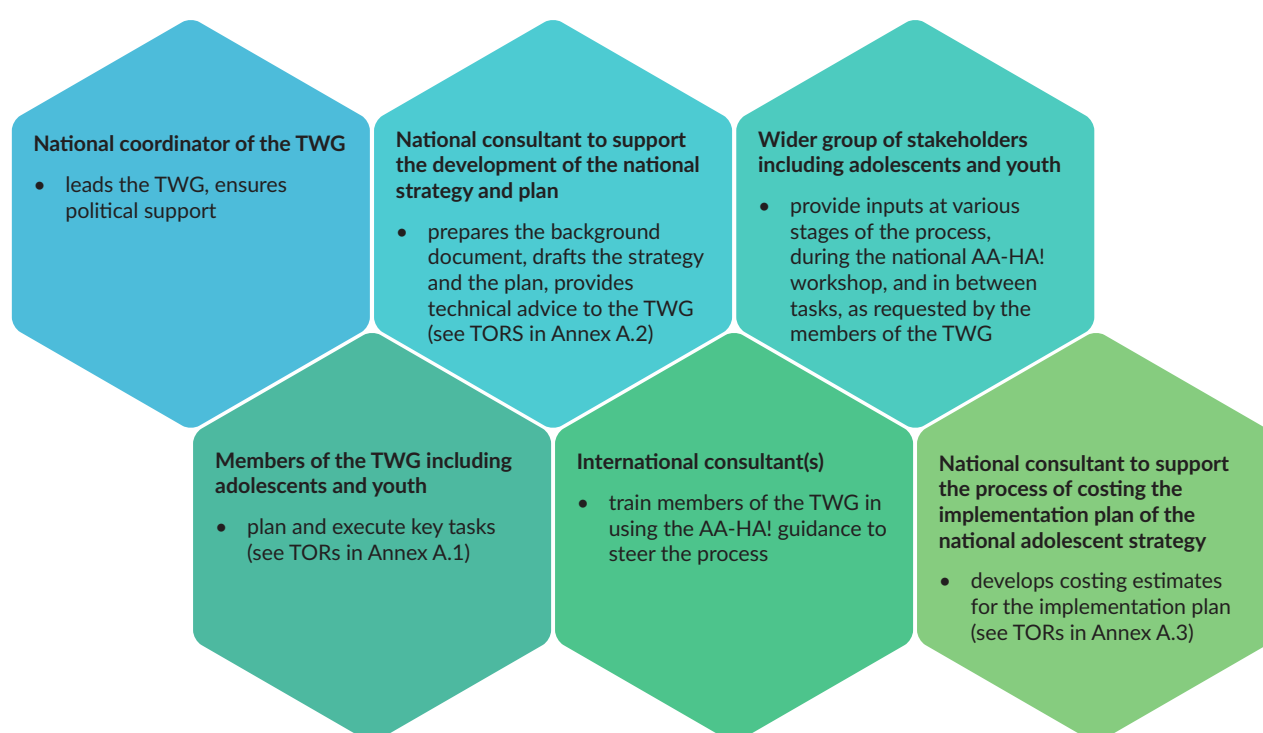 National coordinator of the TWG
• leads the TWG, ensures
political support
National consultant to support
the development of the national
strategy and plan
• prepares the background
document, drafts the strategy
and the plan, provides
technical advice to the TWG
(see TORS in Annex A.2)
Wider group of stakeholders
including adolescents and youth
• provide inputs at various
stages of the process,
during the national AA-HA!
workshop, and in between
tasks, as requested by the
members of the TWG
Members of the TWG including
adolescents and youth
• plan and execute key tasks
(see TORs in Annex A.1)
International consultant(s)
• train members of the TWG in
using the AA-HA! guidance to
steer the process
National consultant to support
the process of costing the
implementation plan of the
national adolescent strategy
• develops costing estimates
for the implementation plan
(see TORs in Annex A.3)